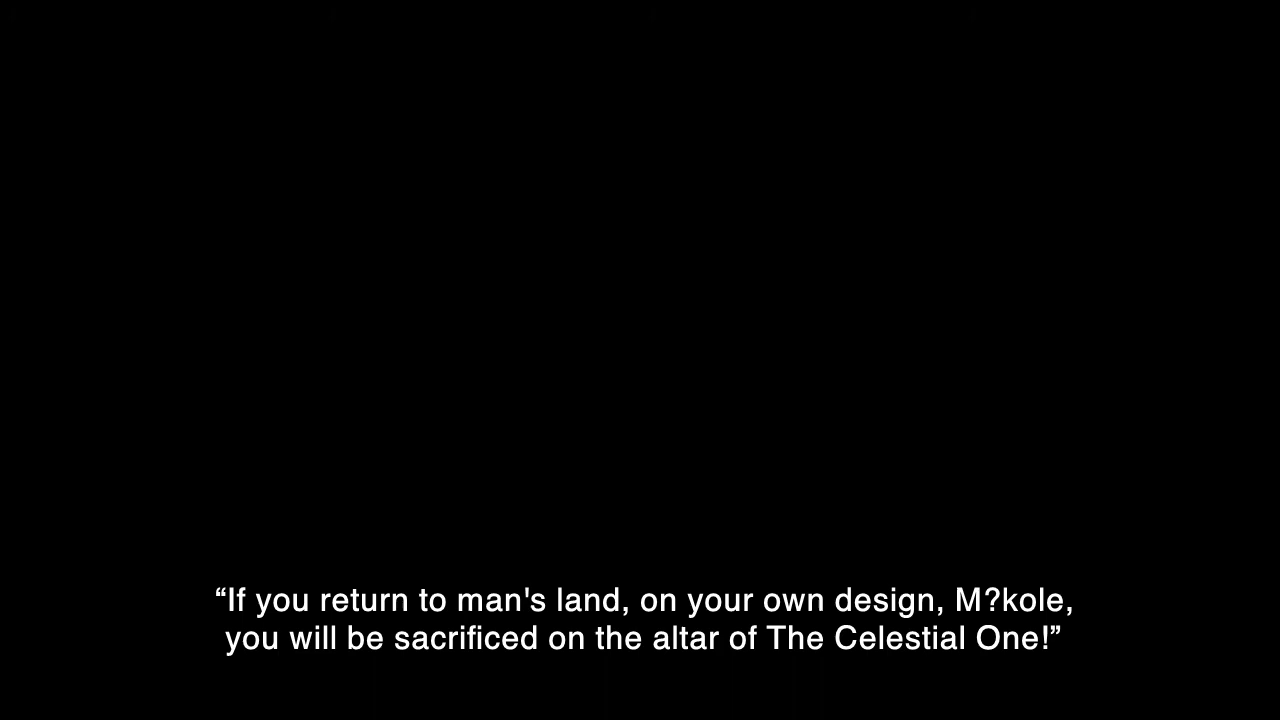 “If you return to man's land, on your own design, M?kole,
you will be sacrificed on the altar of The Celestial One!”